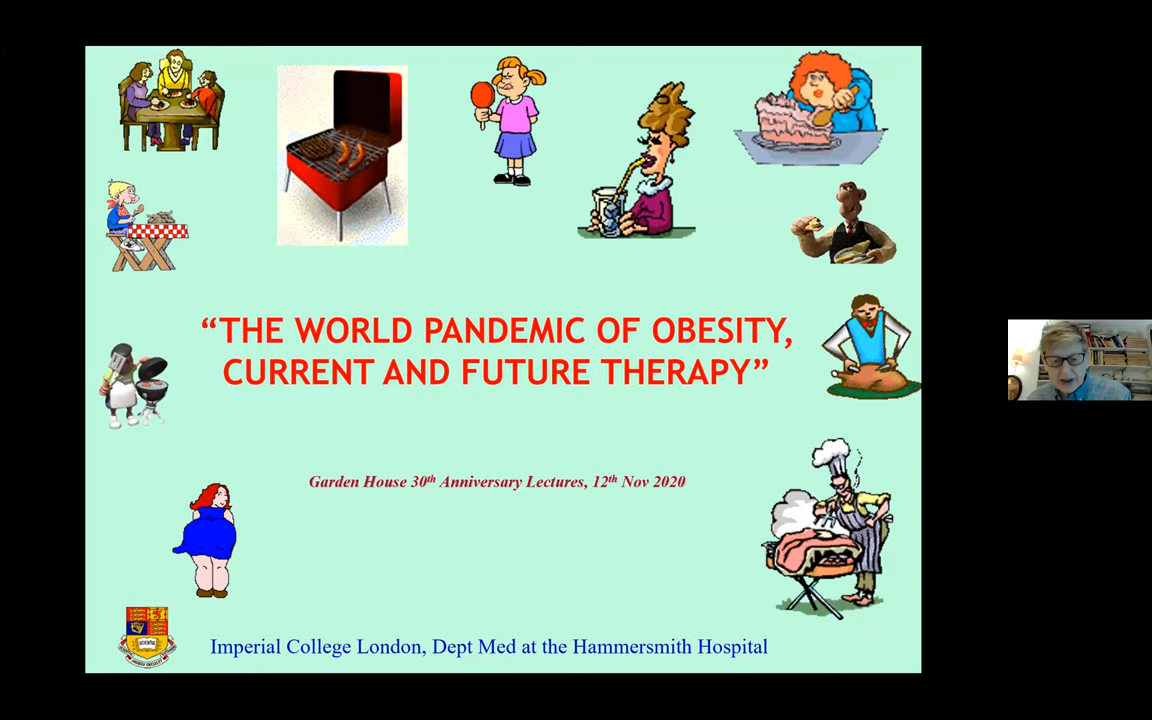 “THE WORLD PANDEMIC OF OBESITY,
CURRENT AND FUTURE THERAPY”
Garden House 30th Anniversary Lectures, 12th Nov 2020
Imperial College London, Dept Med at the Hammersmith Hospital